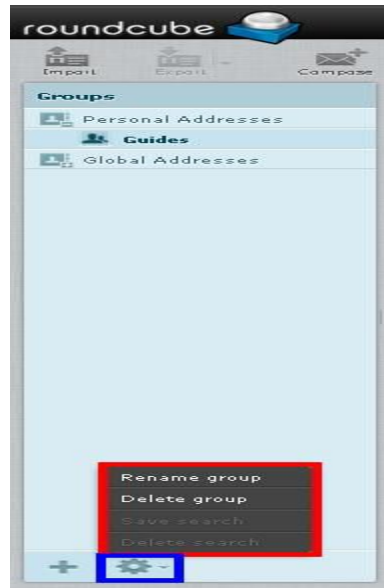 roundcube
Import Export Compose
Groups
Personal Addresses
Guides
Global Addresses
Rename group
Delete group
Save search
Delete search